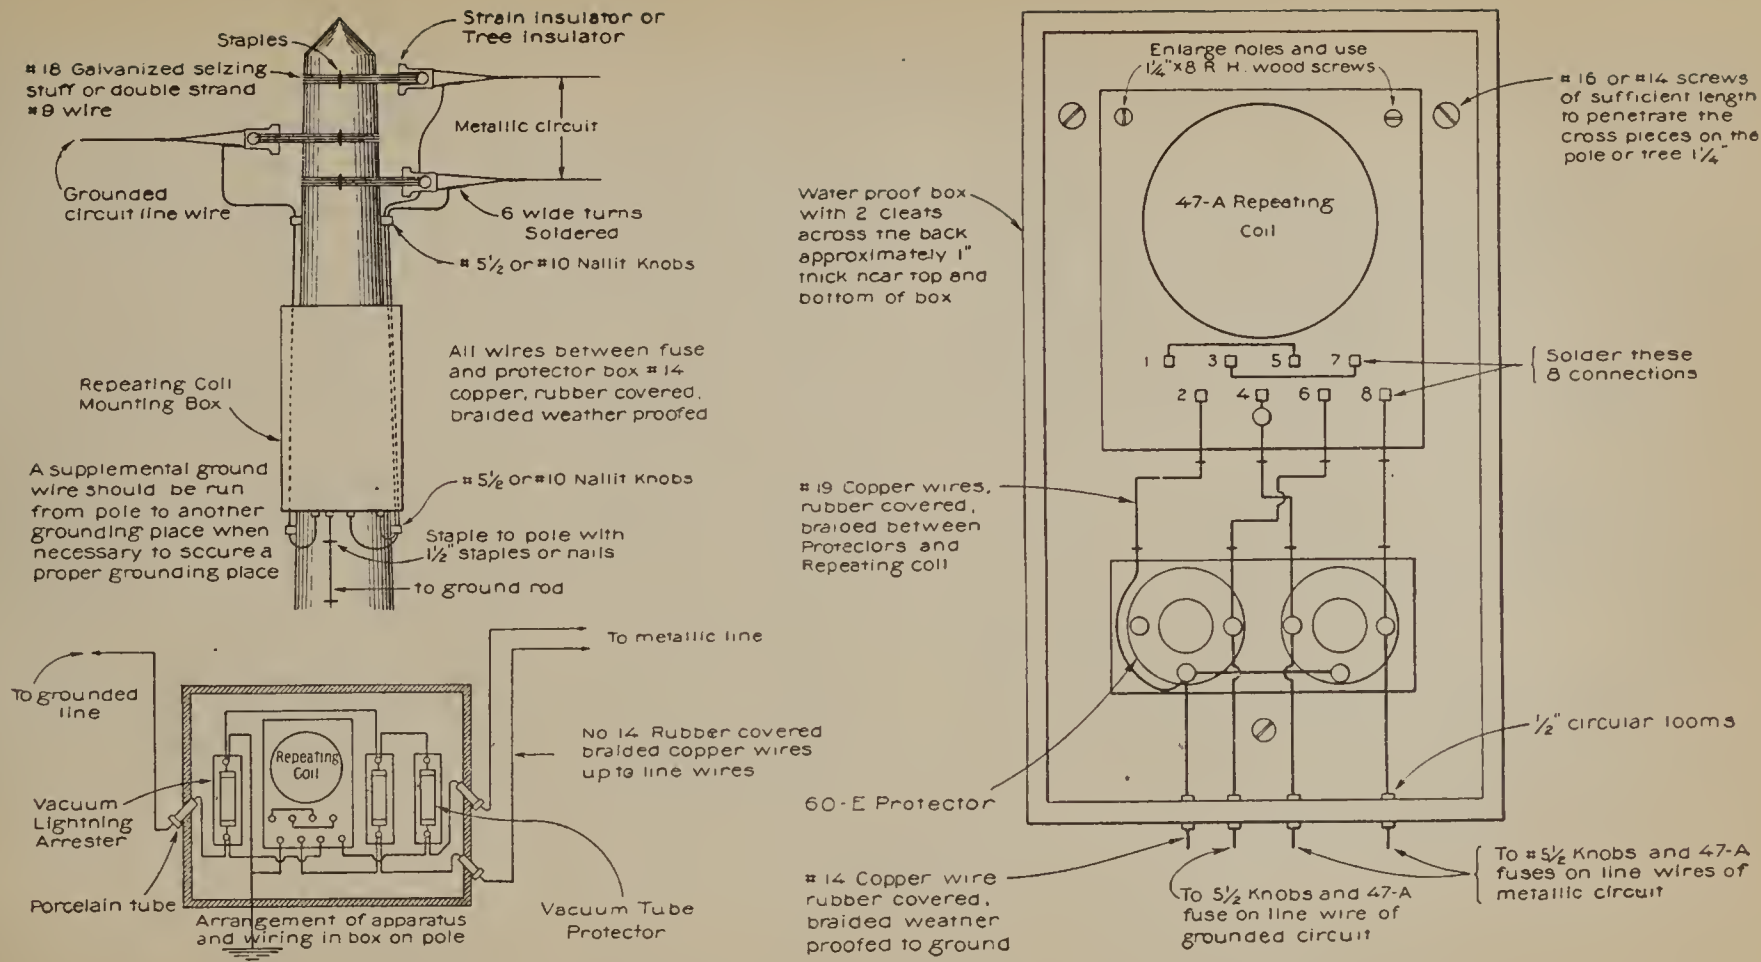 Strain insulator or
Tree insulator
Staples
#18 Galvanized seizing
stuff or double strand
#9 wire
Metallic circuit
Grounded
circuit line wire
6 wide turns
Soldered
#5½ or #10 Nallit Knobs
All wires between fuse
and protector box #14
copper, rubber covered,
braided weather proofed
Repeating Coil
Mounting Box
A supplemental ground
wire should be run
from pole to another
grounding place when
necessary to sccure a
proper grounding place
#5½ or #10 Nallit Knobs
Staple to pole with
1½" staples or nails
to ground rod
To metallic line
To grounded
line
No 14 Rubber covered
braided copper wires
up to line wires
Repeating
Coil
Vacuum
Lightning
Arrester
Porcelain tube
Arrangement of apparatus
and wiring in box on pole
Vacuum Tube
Protector
Enlarge noles and use
1¼"x8 R H. wood screws
#16 or #14 screws
of sufficient length
to penetrate the
cross pieces on the
pole or tree 1¼"
Water proof box
with 2 cleats
across the back
approximately 1"
thick near top and
bottom of box
47-A Repeating
Coil
1 3 5 7
2 4 6 8
Solder these
8 connections
#19 Copper wires,
rubber covered,
braided between
Protectors and
Repeating coil
½" circular looms
60-E Protector
#14 Copper wire
rubber covered,
braided weather
proofed to ground
To 5½ Knobs and 47-A
fuse on line wire of
grounded circuit
To #5½ Knobs and 47-A
fuses on line wires of
metallic circuit